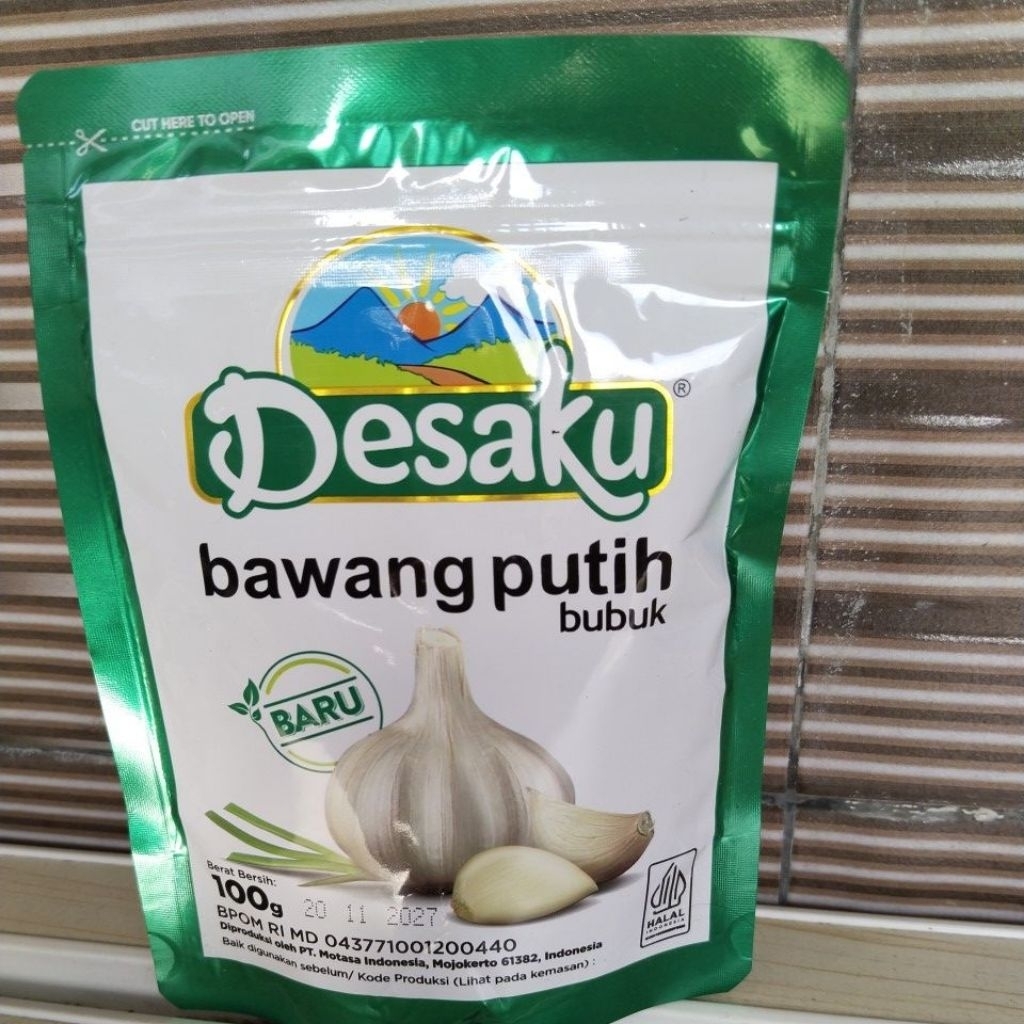 CUT HERE TO OPEN
Desaku ®
bawang putih
bubuk
BARU
Berat Bersih:
100g
20 11 2027
BPOM RI MD 043771001200440
Diproduksi oleh PT. Motasa Indonesia, Mojokerto 61382, Indonesia
Baik digunakan sebelum/ Kode Produksi (Lihat pada kemasan) :
HALAL
INDONESIA